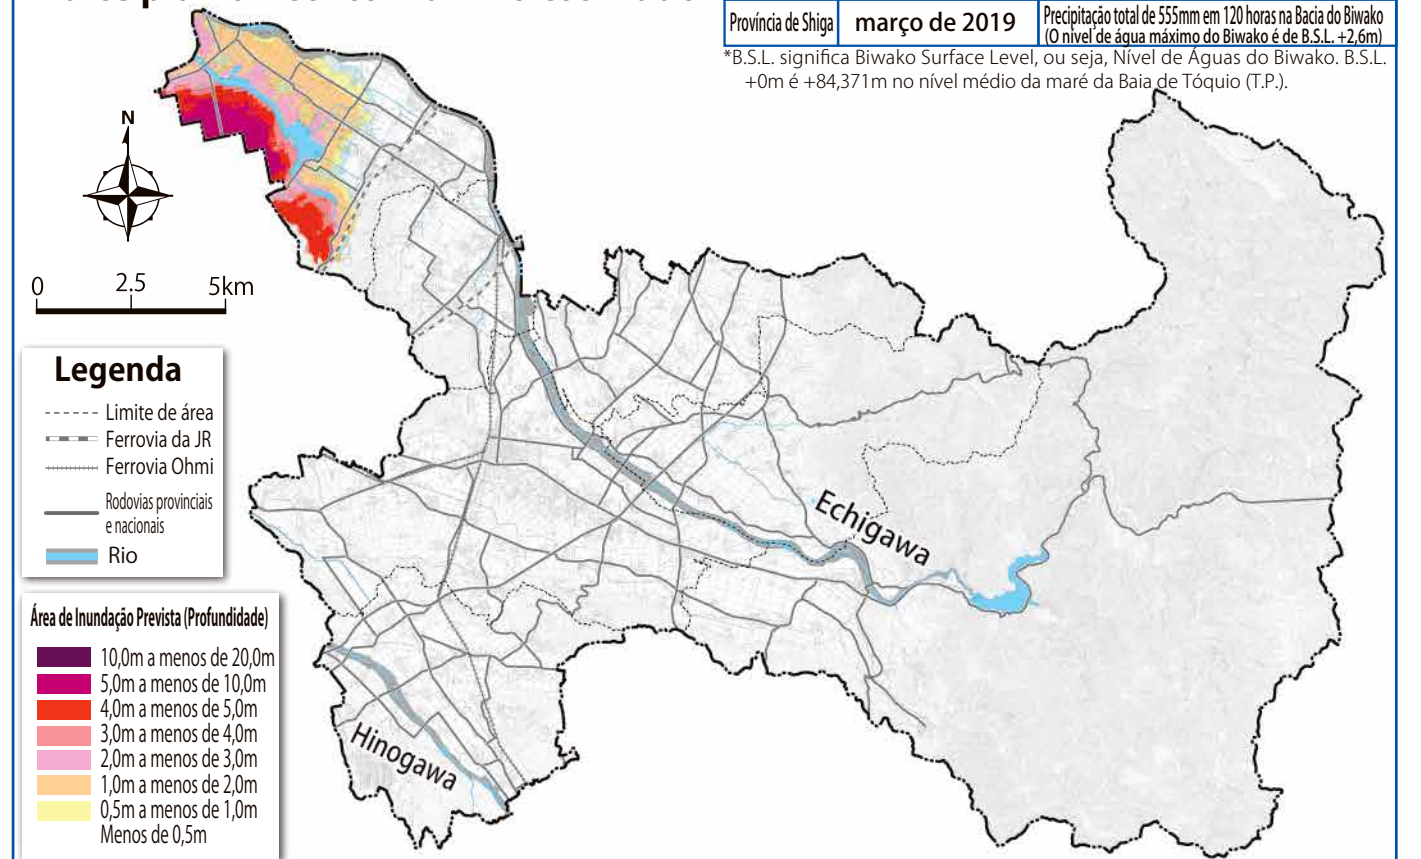 Província de Shiga
março de 2019
Precipitação total de 555mm em 120 horas na Bacia do Biwako
(O nível de água máximo do Biwako é de B.S.L. +2,6m)
*B.S.L. significa Biwako Surface Level, ou seja, Nível de Águas do Biwako. B.S.L.
+0m é +84,371m no nível médio da maré da Baia de Tóquio (T.P.).
N
0 2.5 5km
Legenda
Limite de área
Ferrovia da JR
Ferrovia Ohmi
Rodovias provinciais
e nacionais
Rio
Echigawa
Hinogawa
Área de Inundação Prevista (Profundidade)
10,0m a menos de 20,0m
5,0m a menos de 10,0m
4,0m a menos de 5,0m
3,0m a menos de 4,0m
2,0m a menos de 3,0m
1,0m a menos de 2,0m
0,5m a menos de 1,0m
Menos de 0,5m